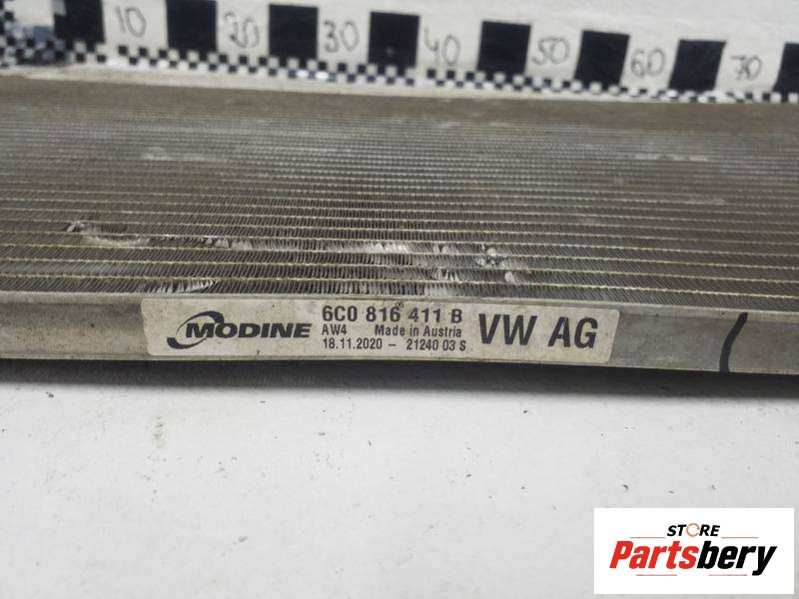 10 20 30 40 50 60 70
MODINE
6C0 816 411 B
AW4 Made in Austria
18.11.2020 - 21240 03 S
VW AG
STORE
Partsbery